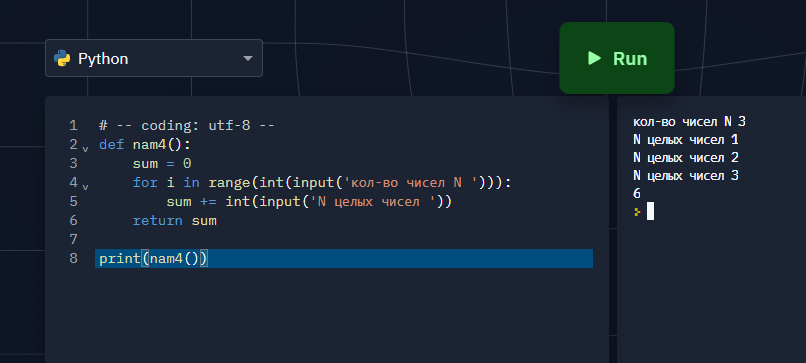 Python
Run
1 # -- coding: utf-8 --
2 def nam4():
3 sum = 0
4 for i in range(int(input('кол-во чисел N '))):
5 sum += int(input('N целых чисел '))
6 return sum
7
8 print(nam4())
кол-во чисел N 3
N целых чисел 1
N целых чисел 2
N целых чисел 3
6
>